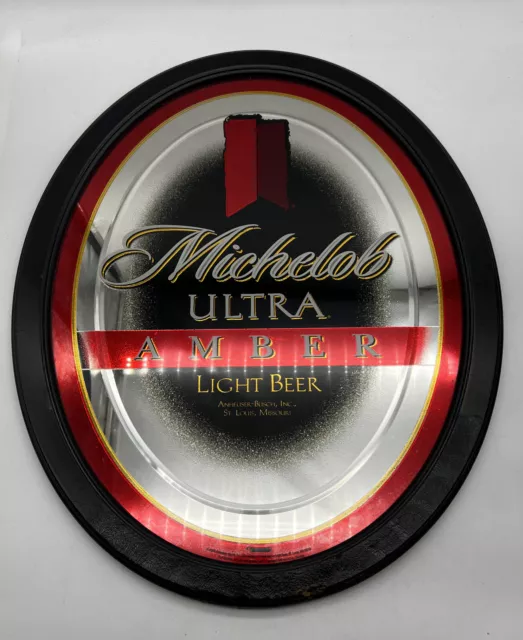 Michelob
ULTRA
AMBER
LIGHT BEER
ANHEUSER-BUSCH, INC.,
ST. LOUIS, MISSOURI